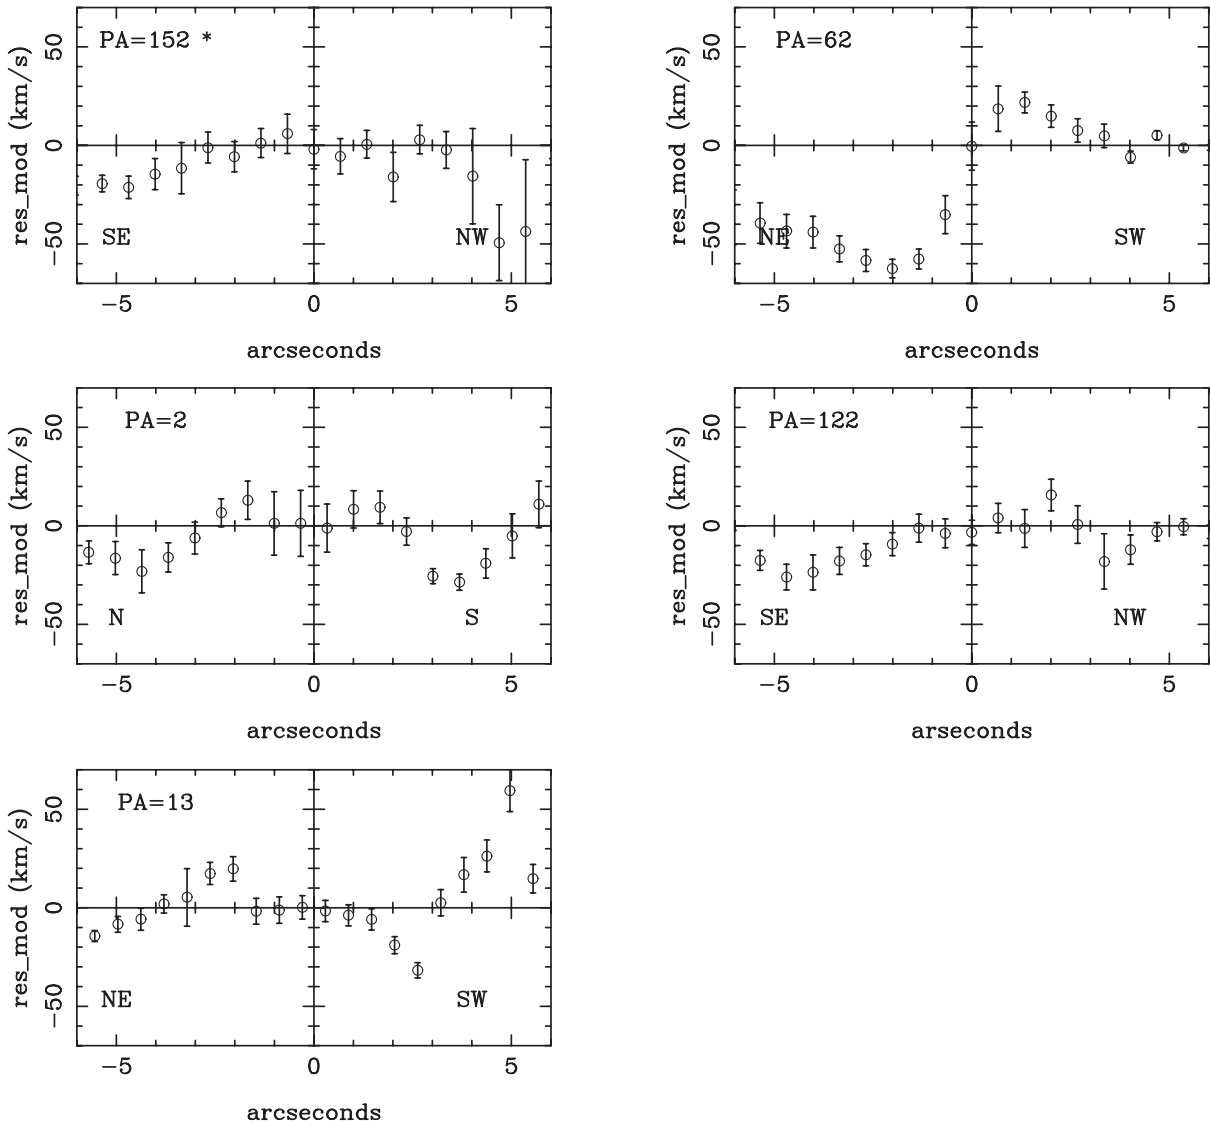 PA=152 *
res_mod (km/s)
50
0
−50
SE
NW
−5 0 5
arcseconds
PA=62
res_mod (km/s)
50
0
−50
NE
SW
−5 0 5
arcseconds
PA=2
res_mod (km/s)
50
0
−50
N
S
−5 0 5
arcseconds
PA=122
res_mod (km/s)
50
0
−50
SE
NW
−5 0 5
arseconds
PA=13
res_mod (km/s)
50
0
−50
NE
SW
−5 0 5
arcseconds